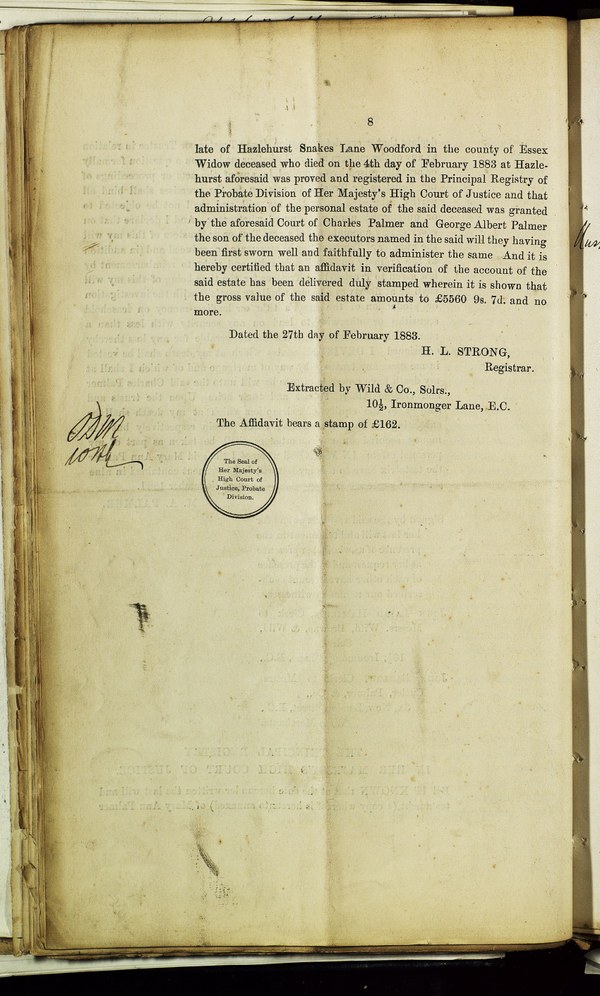 8
late of Hazlehurst Snakes Lane Woodford in the county of Essex
Widow deceased who died on the 4th day of February 1883 at Hazle-
hurst aforesaid was proved and registered in the Principal Registry of
the Probate Division of Her Majesty's High Court of Justice and that
administration of the personal estate of the said deceased was granted
by the aforesaid Court of Charles Palmer and George Albert Palmer
the son of the deceased the executors named in the said will they having
been first sworn well and faithfully to administer the same And it is
hereby certified that an affidavit in verification of the account of the
said estate has been delivered duly stamped wherein it is shown that
the gross value of the said estate amounts to £5560 9s. 7d. and no
more.
Dated the 27th day of February 1883.
H. L. STRONG,
Registrar.
Extracted by Wild & Co., Solrs.,
10½, Ironmonger Lane, E.C.
The Affidavit bears a stamp of £162.
The Seal of
Her Majesty's
High Court of
Justice, Probate
Division.